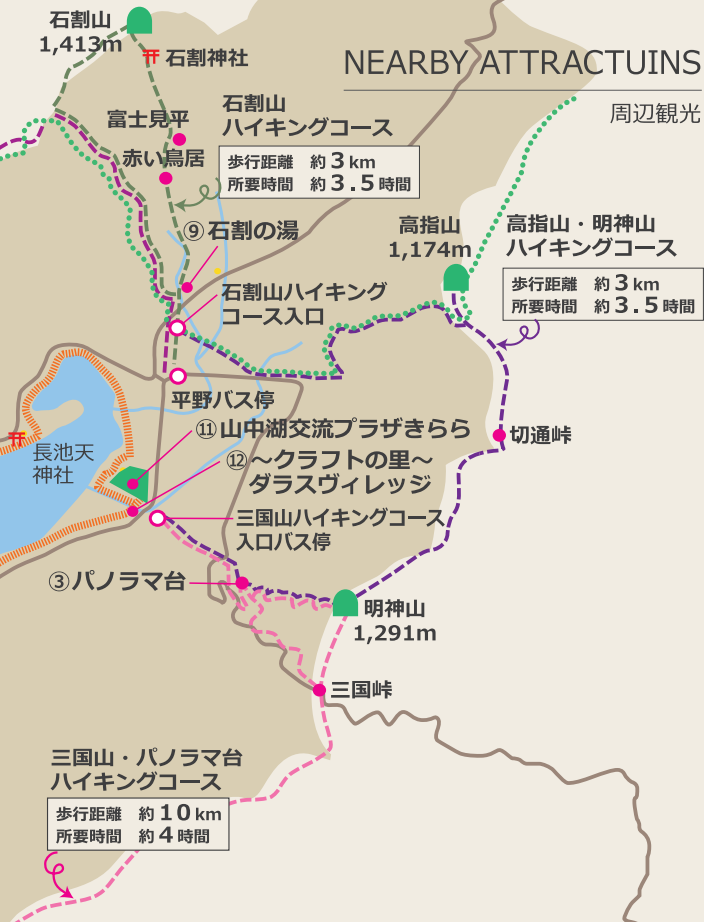 石割山
1,413m
石割神社
NEARBY ATTRACTUINS
周辺観光
富士見平
赤い鳥居
石割山
ハイキングコース
歩行距離 約3km
所要時間 約3.5時間
⑨石割の湯
高指山
1,174m
高指山・明神山
ハイキングコース
歩行距離 約3km
所要時間 約3.5時間
石割山ハイキング
コース入口
平野バス停
⑪山中湖交流プラザきらら
切通峠
長池天
神社
⑫～クラフトの里～
ダラスヴィレッジ
三国山ハイキングコース
入口バス停
③パノラマ台
明神山
1,291m
三国峠
三国山・パノラマ台
ハイキングコース
歩行距離 約10km
所要時間 約4時間